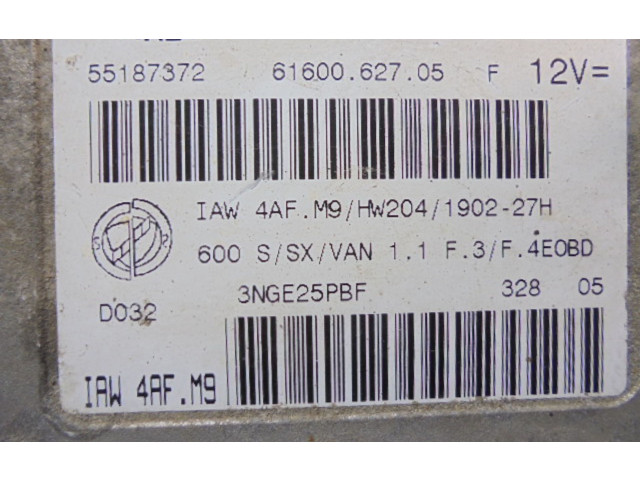 55187372 61600.627.05 F 12V=
IAW 4AF.M9/HW204/1902-27H
600 S/SX/VAN 1.1 F.3/F.4EOBD
3NGE25PBF 328 05
D032
IAW 4AF.M9